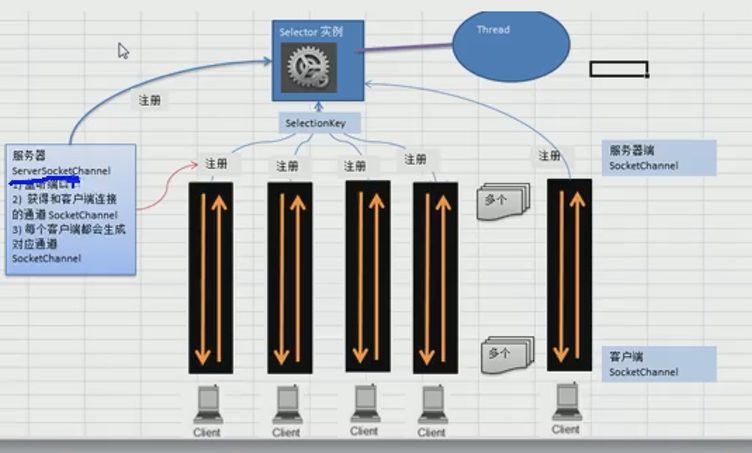 Selector 实例
Thread
注册
SelectionKey
服务器
ServerSocketChannel
1) 监听端口
2) 获得和客户端连接
的通道 SocketChannel
3) 每个客户端都会生成
对应通道
SocketChannel
注册
注册
注册
注册
注册
服务器端
SocketChannel
多个
多个
客户端
SocketChannel
Client
Client
Client
Client
Client